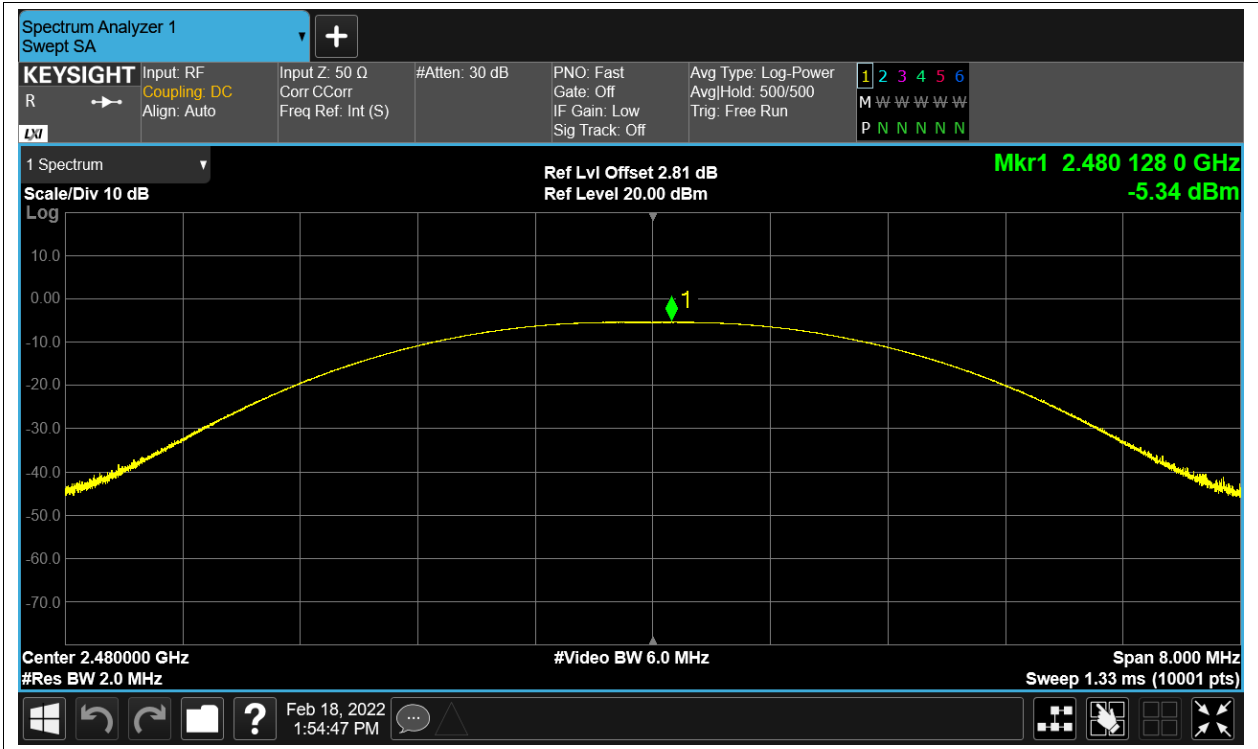 Spectrum Analyzer 1
Swept SA
KEYSIGHT
R
LXI
Input: RF
Coupling: DC
Align: Auto
Input Z: 50 Ω
Corr CCorr
Freq Ref: Int (S)
#Atten: 30 dB
PNO: Fast
Gate: Off
IF Gain: Low
Sig Track: Off
Avg Type: Log-Power
Avg|Hold: 500/500
Trig: Free Run
1 2 3 4 5 6
M W W W W W
P N N N N N
1 Spectrum
Scale/Div 10 dB
Ref Lvl Offset 2.81 dB
Ref Level 20.00 dBm
Mkr1 2.480 128 0 GHz
-5.34 dBm
Log
10.0
0.00
1
-10.0
-20.0
-30.0
-40.0
-50.0
-60.0
-70.0
Center 2.480000 GHz
#Video BW 6.0 MHz
Span 8.000 MHz
#Res BW 2.0 MHz
Sweep 1.33 ms (10001 pts)
?
Feb 18, 2022
1:54:47 PM